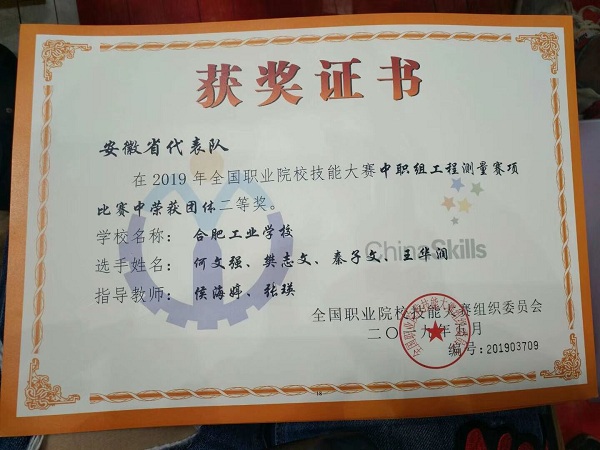 获奖证书
安徽省代表队
在2019年全国职业院校技能大赛中职组工程测量赛项
比赛中荣获团体二等奖。
学校名称：合肥工业学校
ChinaSkills
选手姓名：何文强、樊志文、秦子文、王华润
指导教师：侯海婷、张瑛
全国职业院校技能大赛组织委员会
二〇一九年五月
编号：201903709